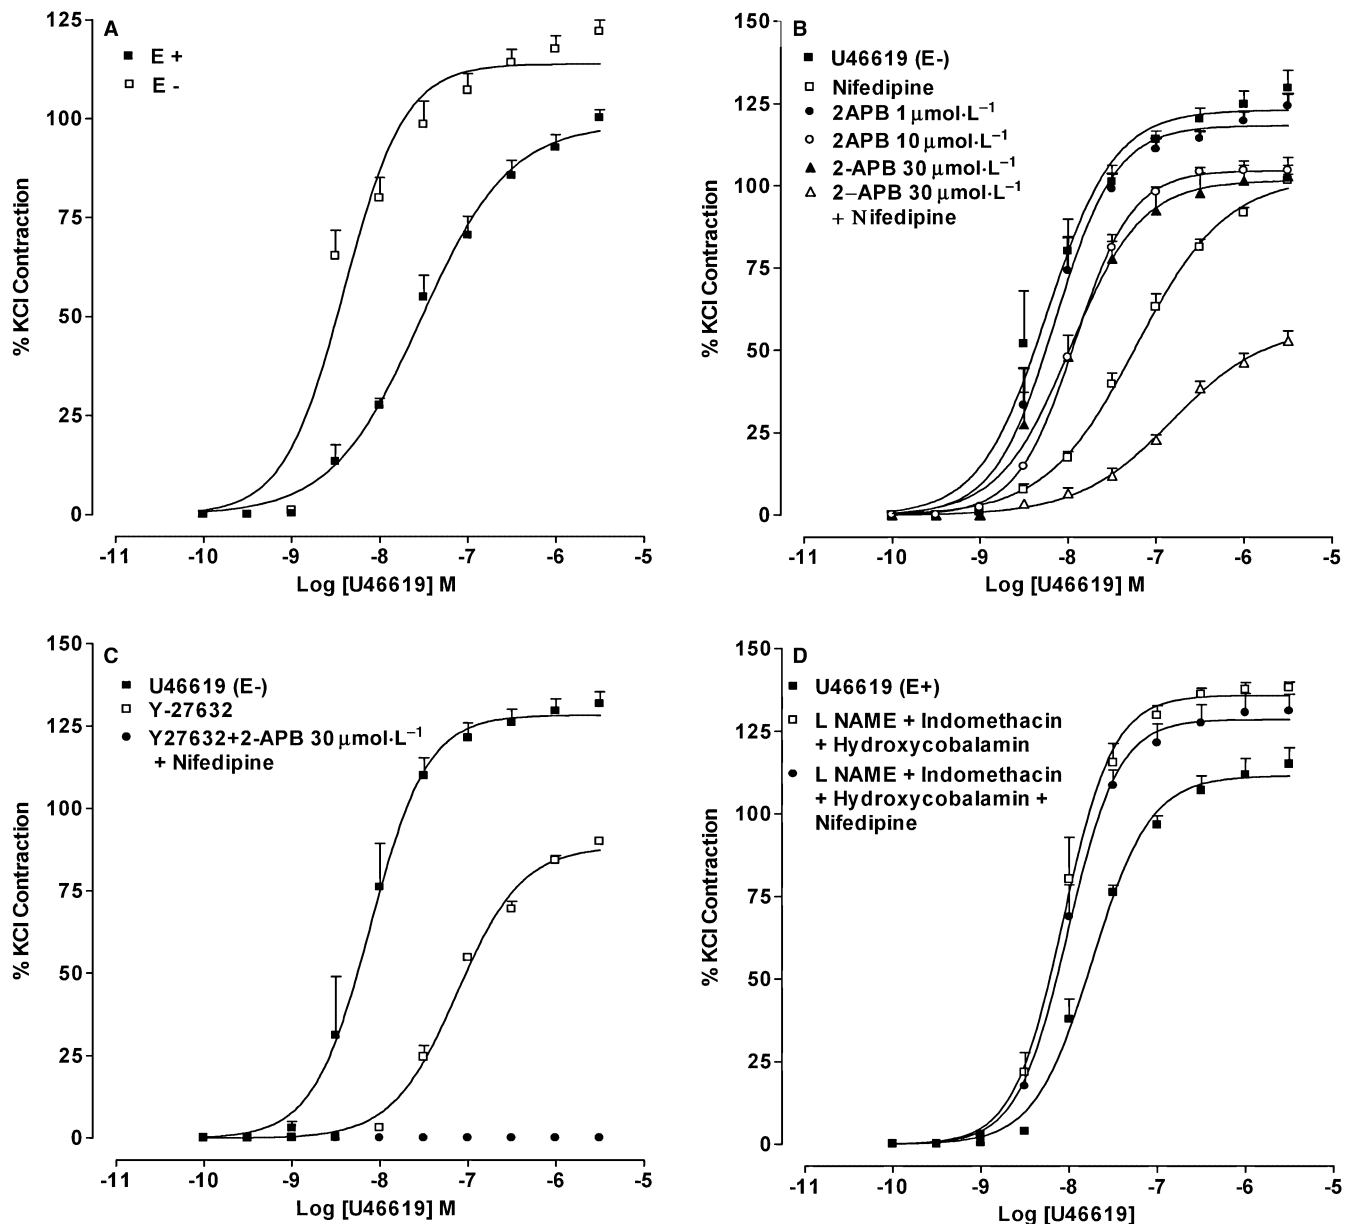 A
E +
E -
125
100
75
50
25
0
% KCl Contraction
-11 -10 -9 -8 -7 -6 -5
Log [U46619] M
B
U46619 (E-)
Nifedipine
2APB 1 μmol·L⁻¹
2APB 10 μmol·L⁻¹
2-APB 30 μmol·L⁻¹
2–APB 30 μmol·L⁻¹
+ Nifedipine
150
125
100
75
50
25
0
% KCl Contraction
-11 -10 -9 -8 -7 -6 -5
Log [U46619] M
C
U46619 (E-)
Y-27632
Y27632+2-APB 30 μmol·L⁻¹
+ Nifedipine
150
125
100
75
50
25
0
% KCl Contraction
-11 -10 -9 -8 -7 -6 -5
Log [U46619] M
D
U46619 (E+)
L NAME + Indomethacin
+ Hydroxycobalamin
L NAME + Indomethacin
+ Hydroxycobalamin +
Nifedipine
150
125
100
75
50
25
0
% KCl Contraction
-11 -10 -9 -8 -7 -6 -5
Log [U46619]